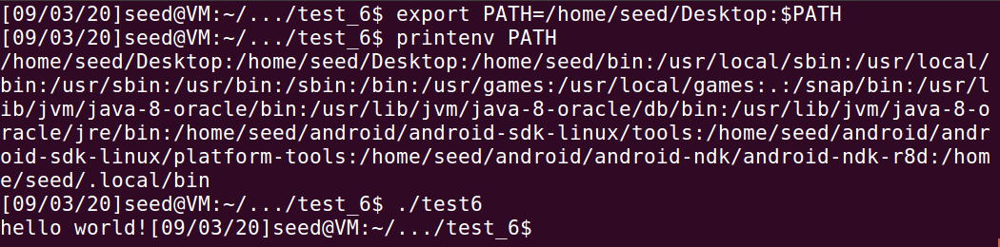 [09/03/20]seed@VM:~/.../test_6$ export PATH=/home/seed/Desktop:$PATH
[09/03/20]seed@VM:~/.../test_6$ printenv PATH
/home/seed/Desktop:/home/seed/Desktop:/home/seed/bin:/usr/local/sbin:/usr/local/
bin:/usr/sbin:/usr/bin:/sbin:/bin:/usr/games:/usr/local/games:.:/snap/bin:/usr/l
ib/jvm/java-8-oracle/bin:/usr/lib/jvm/java-8-oracle/db/bin:/usr/lib/jvm/java-8-o
racle/jre/bin:/home/seed/android/android-sdk-linux/tools:/home/seed/android/andr
oid-sdk-linux/platform-tools:/home/seed/android/android-ndk/android-ndk-r8d:/hom
e/seed/.local/bin
[09/03/20]seed@VM:~/.../test_6$ ./test6
hello world![09/03/20]seed@VM:~/.../test_6$